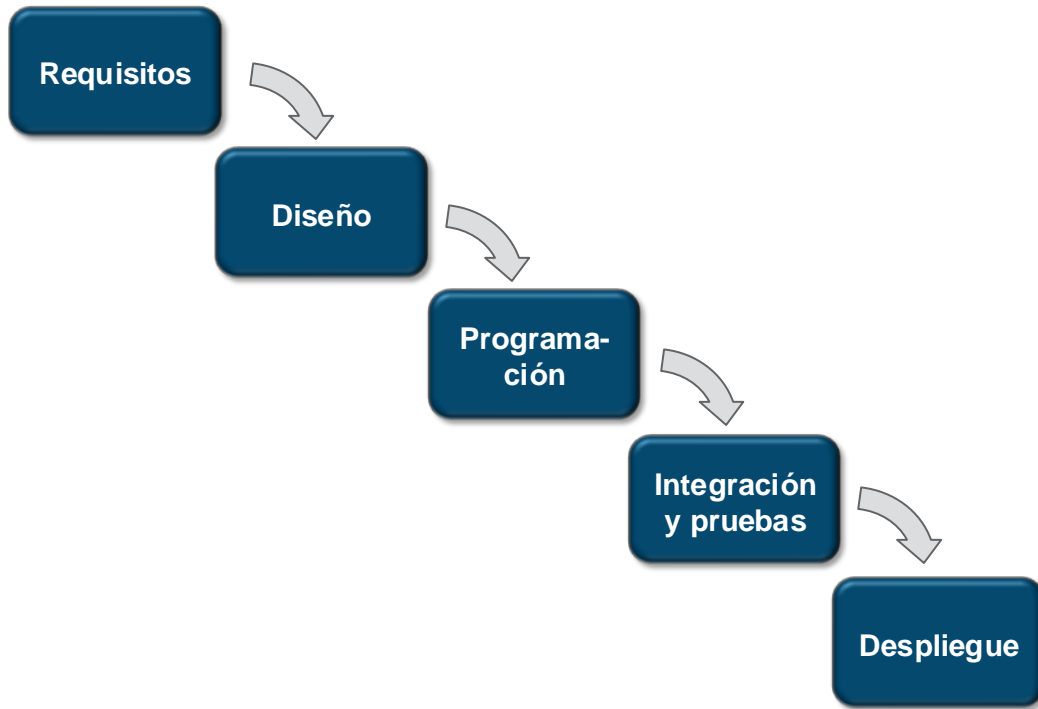 Requisitos
Diseño
Programa-
ción
Integración
y pruebas
Despliegue